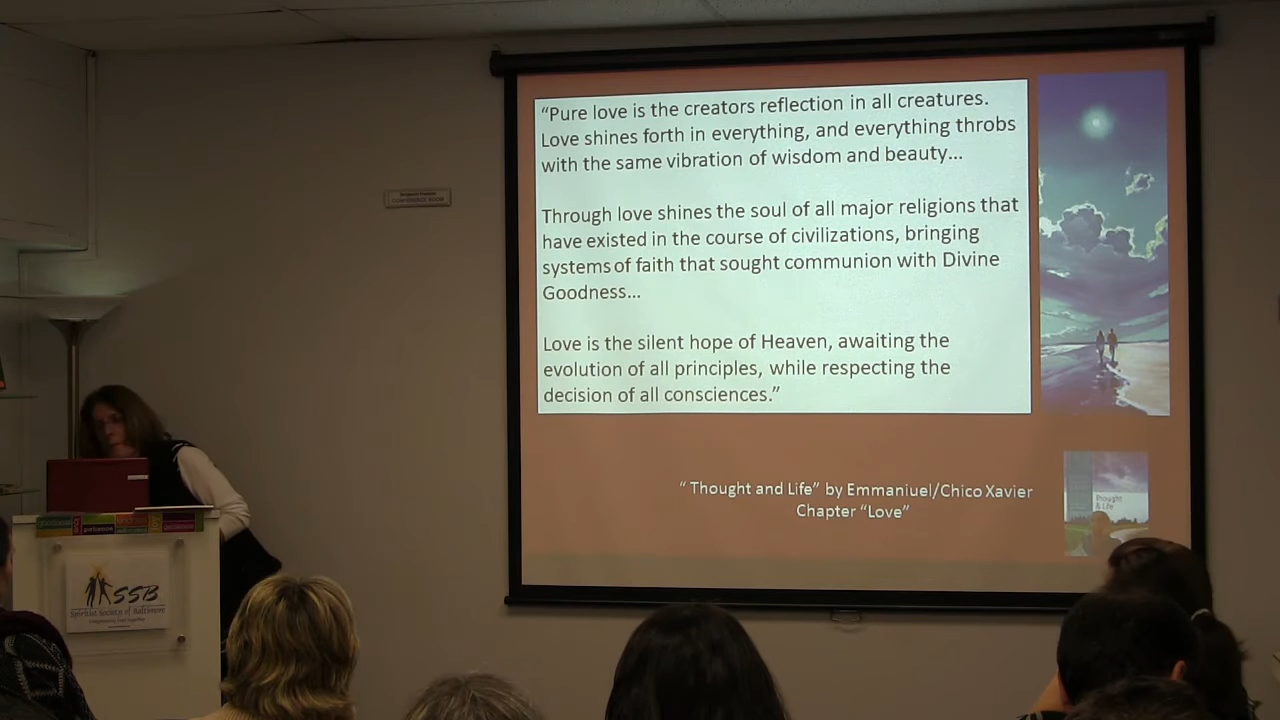 “Pure love is the creators reflection in all creatures.
Love shines forth in everything, and everything throbs
with the same vibration of wisdom and beauty...
Through love shines the soul of all major religions that
have existed in the course of civilizations, bringing
systems of faith that sought communion with Divine
Goodness...
Love is the silent hope of Heaven, awaiting the
evolution of all principles, while respecting the
decision of all consciences.”
“ Thought and Life” by Emmaniuel/Chico Xavier
Chapter “Love”
Thought
& Life
CONFERENCE ROOM
patience
SSB
Spiritist Society of Baltimore